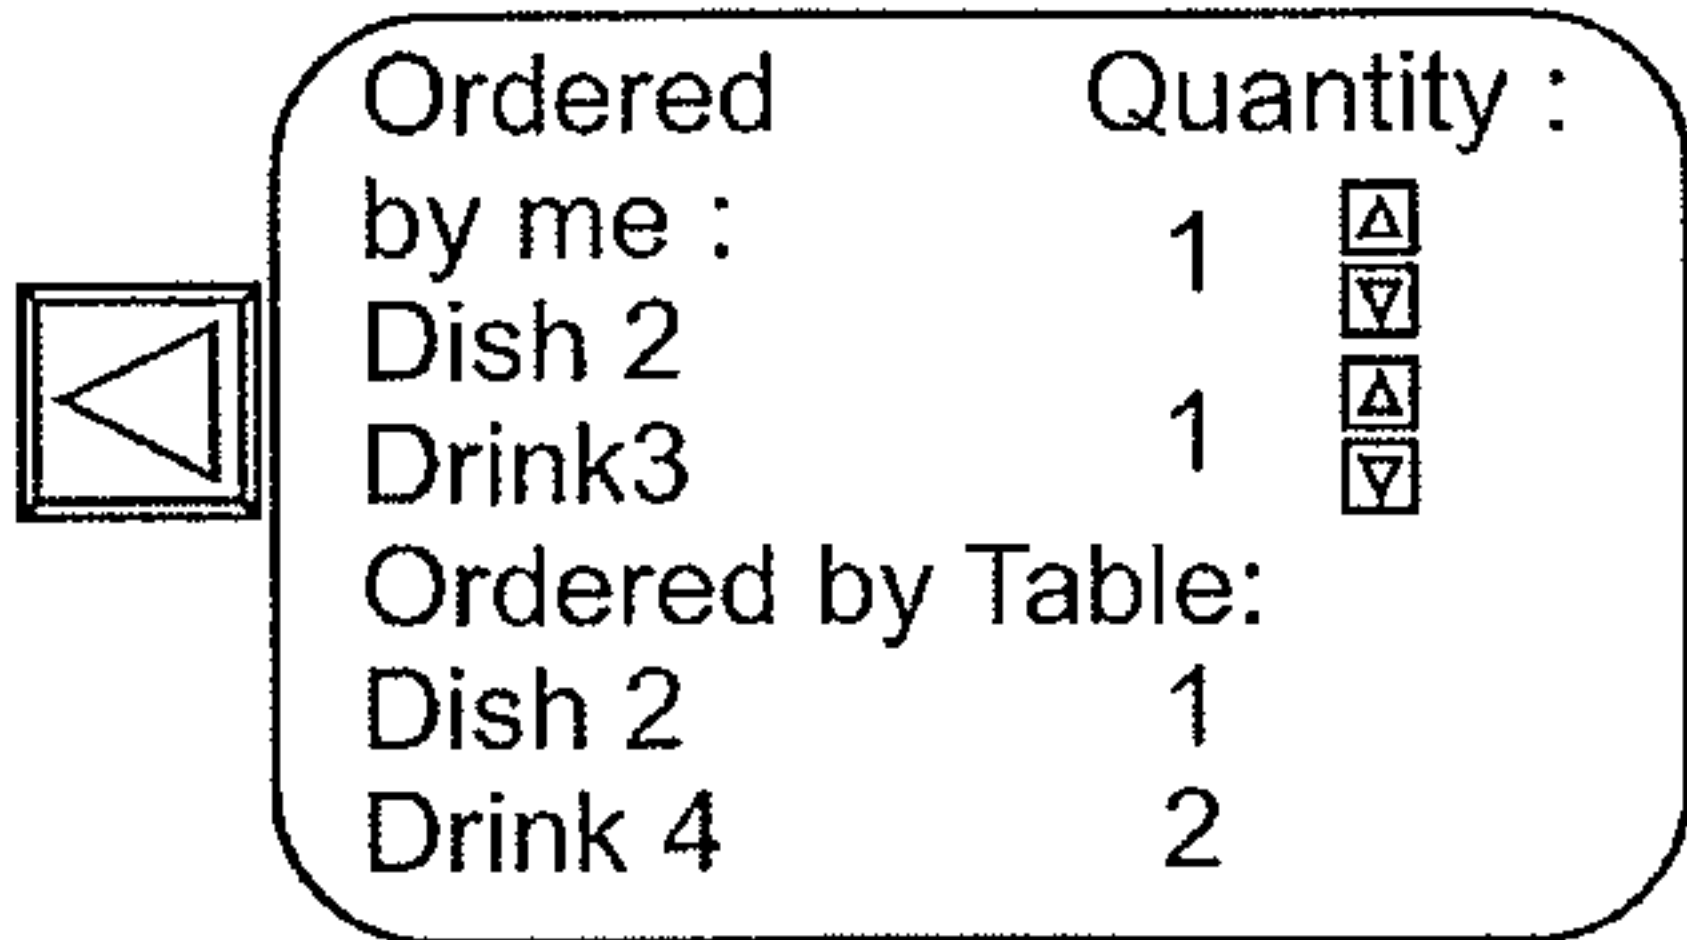 Ordered Quantity :
by me : 1
Dish 2
Drink3 1
Ordered by Table:
Dish 2 1
Drink 4 2